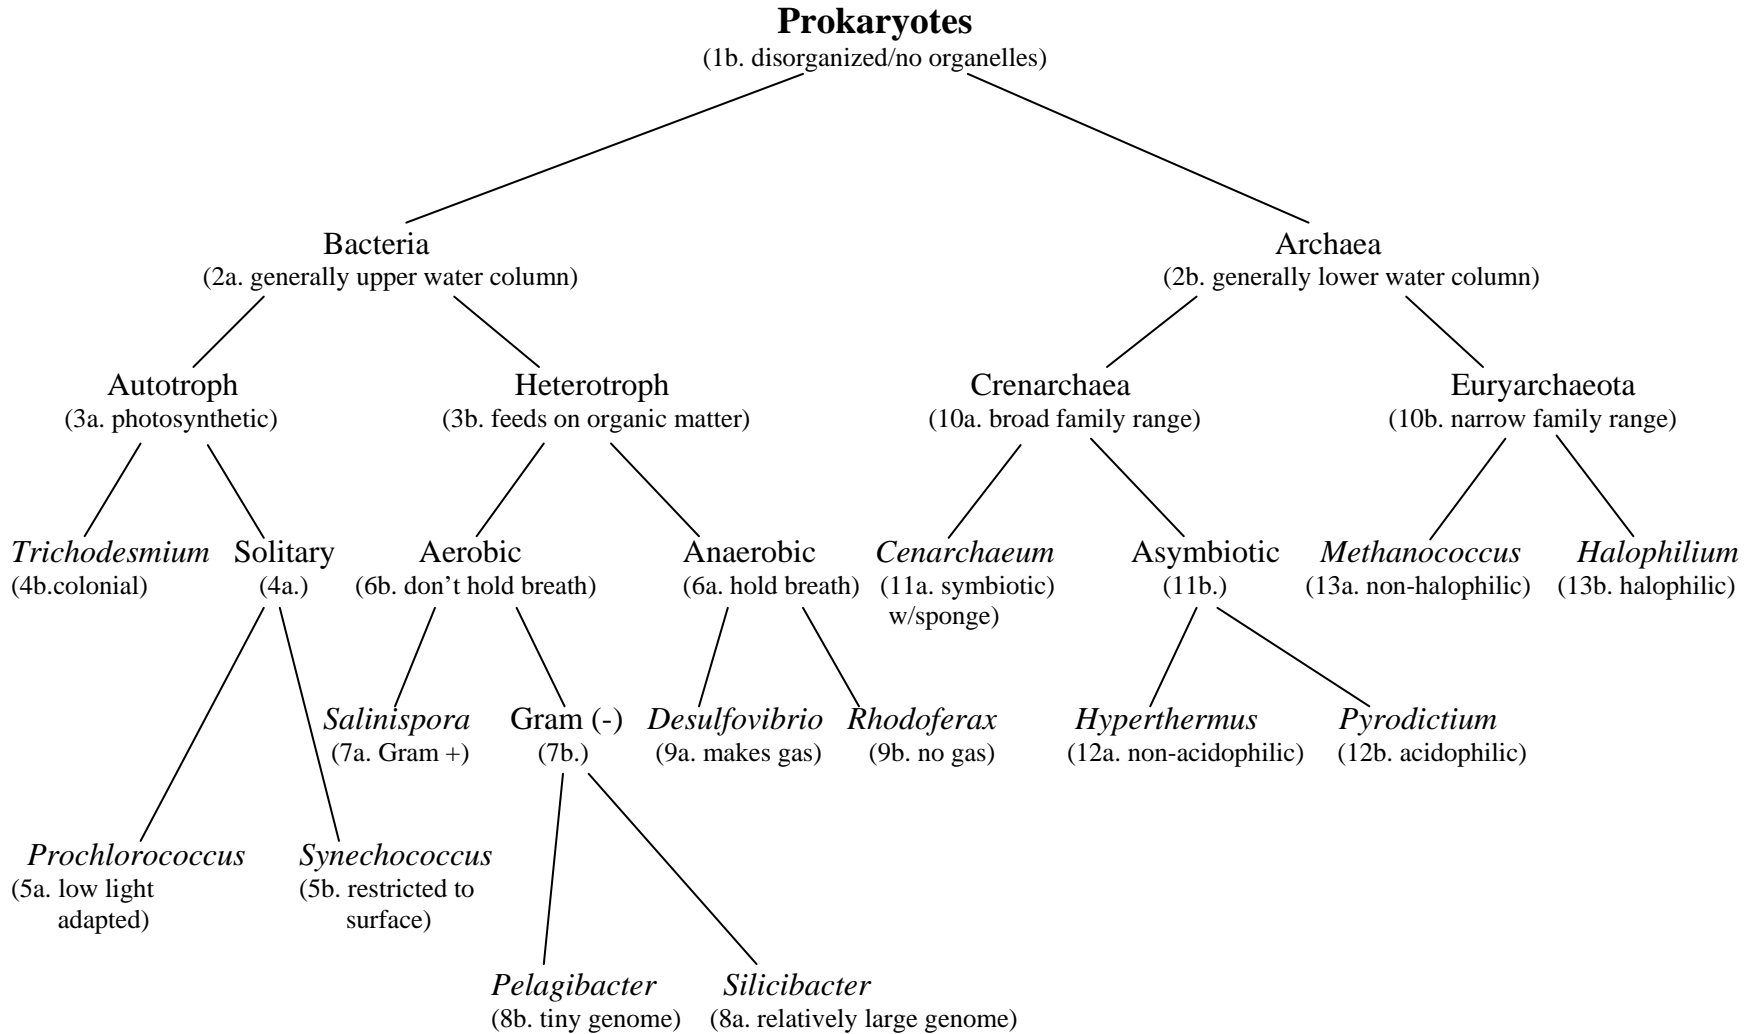 Prokaryotes
(1b. disorganized/no organelles)
Bacteria
(2a. generally upper water column)
Archaea
(2b. generally lower water column)
Autotroph
(3a. photosynthetic)
Heterotroph
(3b. feeds on organic matter)
Crenarchaea
(10a. broad family range)
Euryarchaeota
(10b. narrow family range)
Trichodesmium
(4b.colonial)
Solitary
(4a.)
Aerobic
(6b. don’t hold breath)
Anaerobic
(6a. hold breath)
Cenarchaeum
(11a. symbiotic
w/sponge)
Asymbiotic
(11b.)
Methanococcus
(13a. non-halophilic)
Halophilium
(13b. halophilic)
Salinispora
(7a. Gram +)
Gram (-)
(7b.)
Desulfovibrio
(9a. makes gas)
Rhodoferax
(9b. no gas)
Hyperthermus
(12a. non-acidophilic)
Pyrodictium
(12b. acidophilic)
Prochlorococcus
(5a. low light
adapted)
Synechococcus
(5b. restricted to
surface)
Pelagibacter
(8b. tiny genome)
Silicibacter
(8a. relatively large genome)